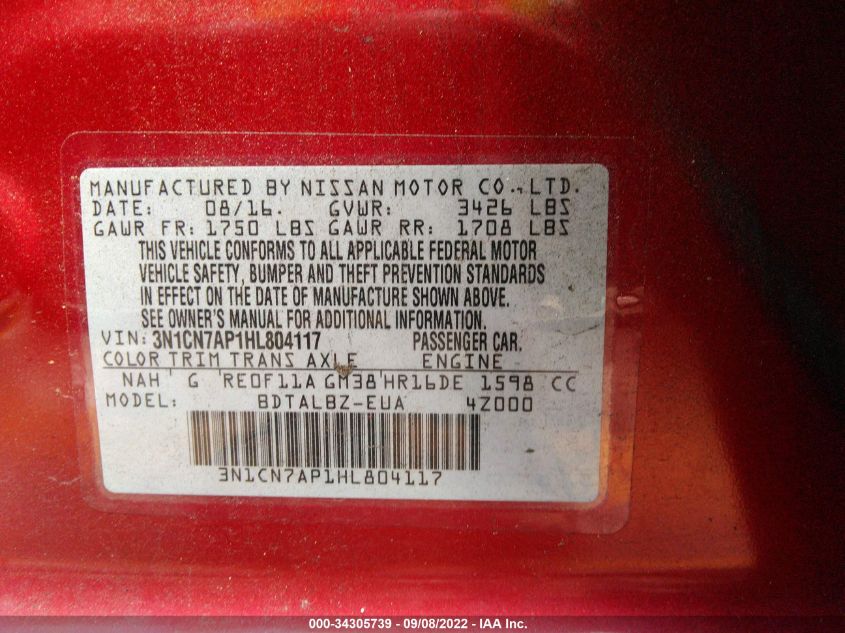 MANUFACTURED BY NISSAN MOTOR CO., LTD.
DATE: 08/16. GVWR: 3426 LBS
GAWR FR: 1750 LBS GAWR RR: 1708 LBS
THIS VEHICLE CONFORMS TO ALL APPLICABLE FEDERAL MOTOR
VEHICLE SAFETY, BUMPER AND THEFT PREVENTION STANDARDS
IN EFFECT ON THE DATE OF MANUFACTURE SHOWN ABOVE.
SEE OWNER'S MANUAL FOR ADDITIONAL INFORMATION.
VIN: 3N1CN7AP1HL804117 PASSENGER CAR.
COLOR TRIM TRANS AXLE ENGINE
NAH G RE0F11A GM38 HR16DE 1598 CC
MODEL: BDTALBZ-EUA 4Z000
3N1CN7AP1HL804117
000-34305739 - 09/08/2022 - IAA Inc.